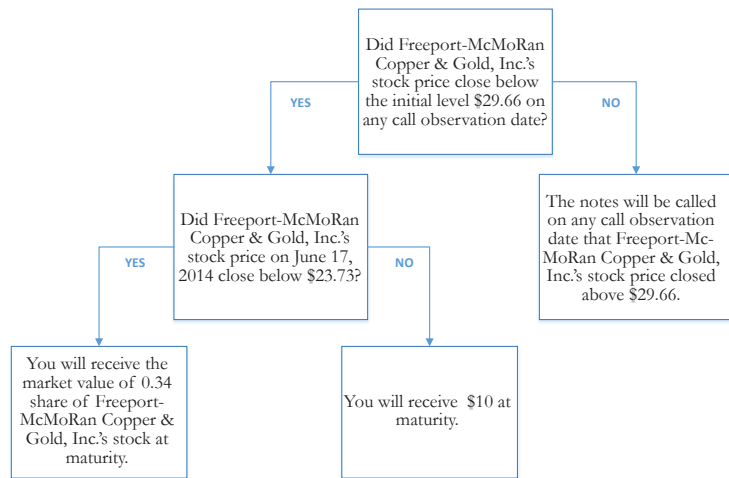 Did Freeport-McMoRan
Copper & Gold, Inc.'s
stock price close below
the initial level $29.66 on
any call observation date?
YES
NO
Did Freeport-McMoRan
Copper & Gold, Inc.'s
stock price on June 17,
2014 close below $23.73?
The notes will be called
on any call observation
date that Freeport-Mc-
MoRan Copper & Gold,
Inc.'s stock price closed
above $29.66.
YES
NO
You will receive the
market value of 0.34
share of Freeport-
McMoRan Copper &
Gold, Inc.'s stock at
maturity.
You will receive $10 at
maturity.